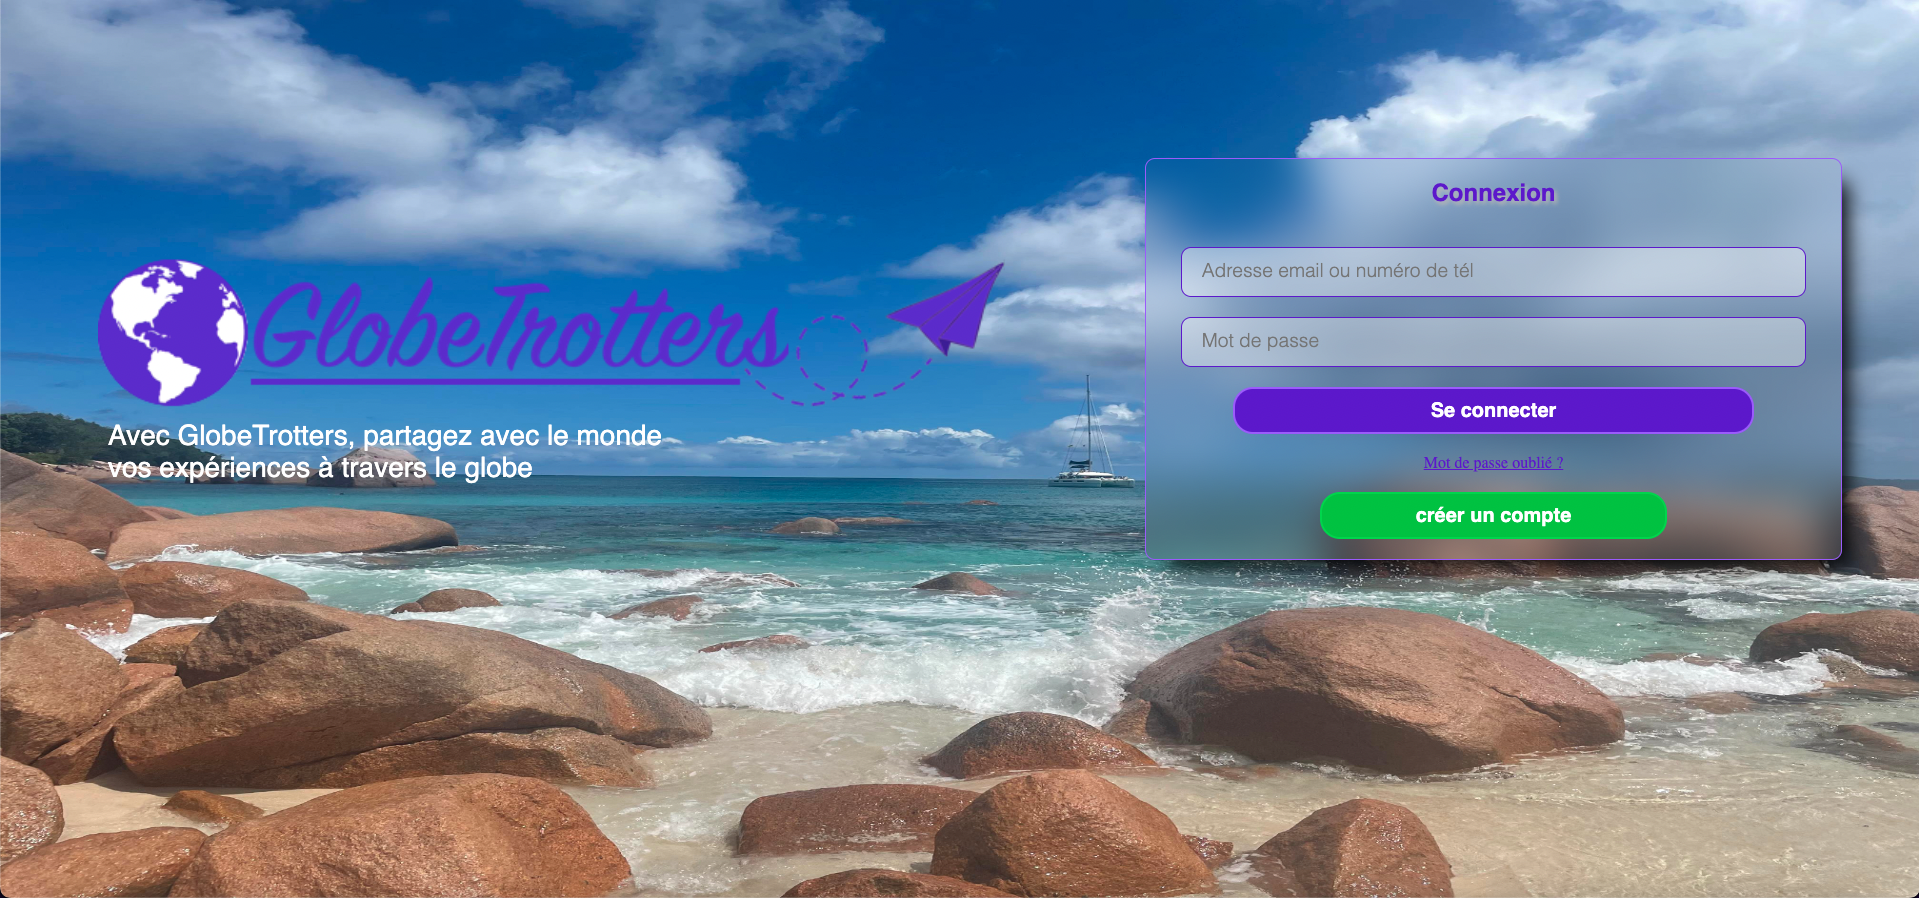 GlobeTrotters
Avec GlobeTrotters, partagez avec le monde
vos expériences à travers le globe
Connexion
Adresse email ou numéro de tél
Mot de passe
Se connecter
Mot de passe oublié ?
créer un compte